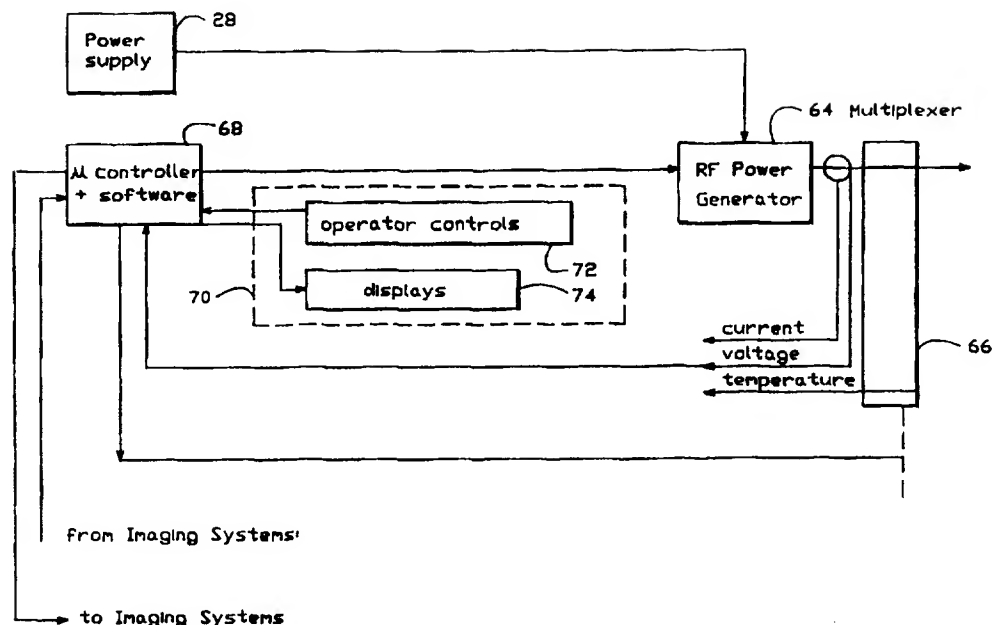 Power
supply
28
68
μ Controller
+ software
64 Multiplexer
RF Power
Generator
operator controls
72
displays
74
70
current
voltage
temperature
66
from Imaging Systems:
to Imaging Systems